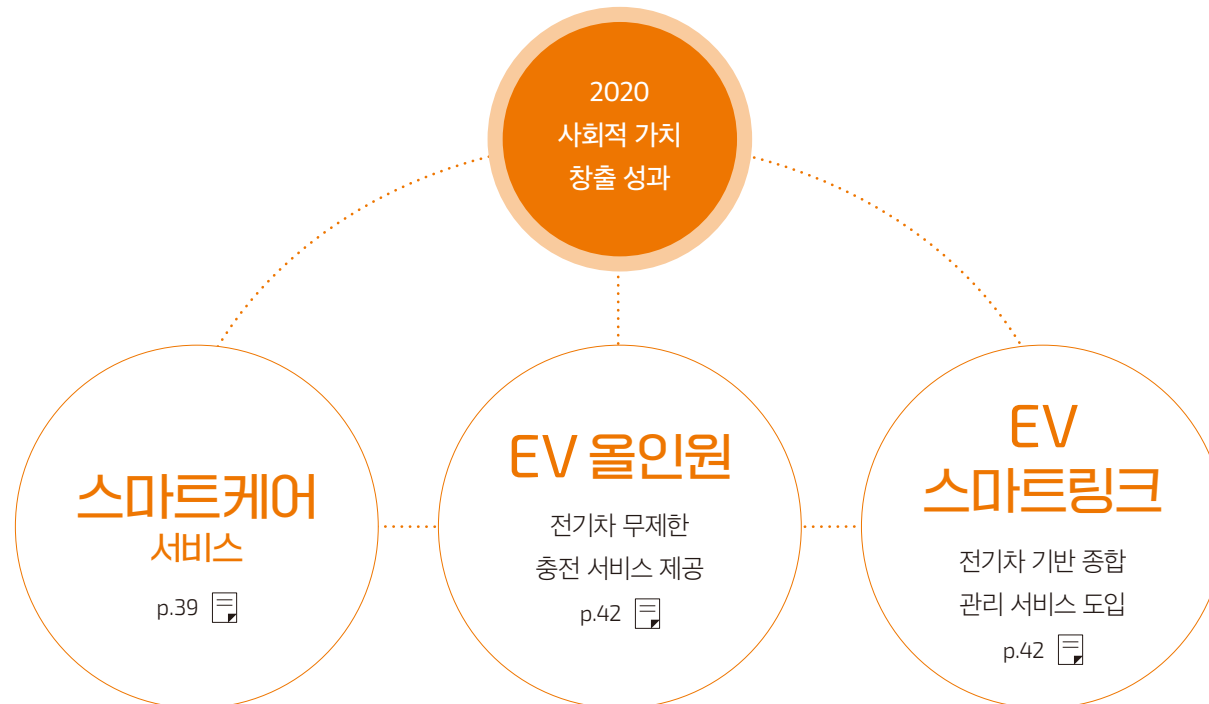 2020
사회적 가치
창출 성과
스마트케어
서비스
p.39
EV 올인원
전기차 무제한
충전 서비스 제공
p.42
EV
스마트링크
전기차 기반 종합
관리 서비스 도입
p.42